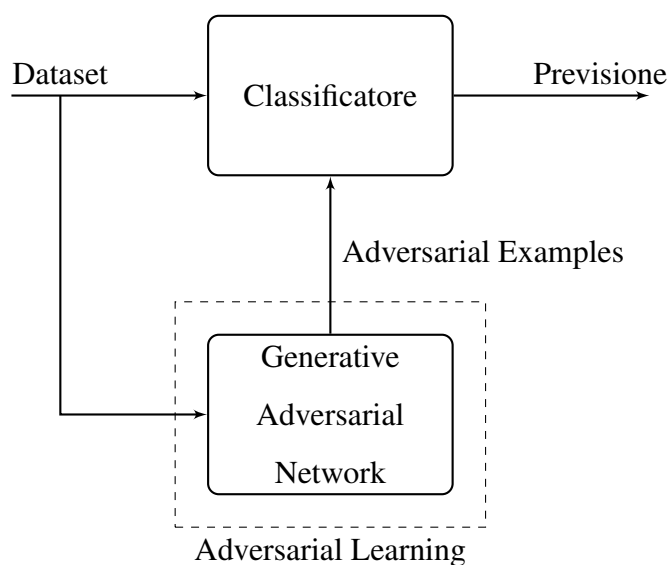 Dataset
Previsione
Classificatore
Adversarial Examples
Generative
Adversarial
Network
Adversarial Learning